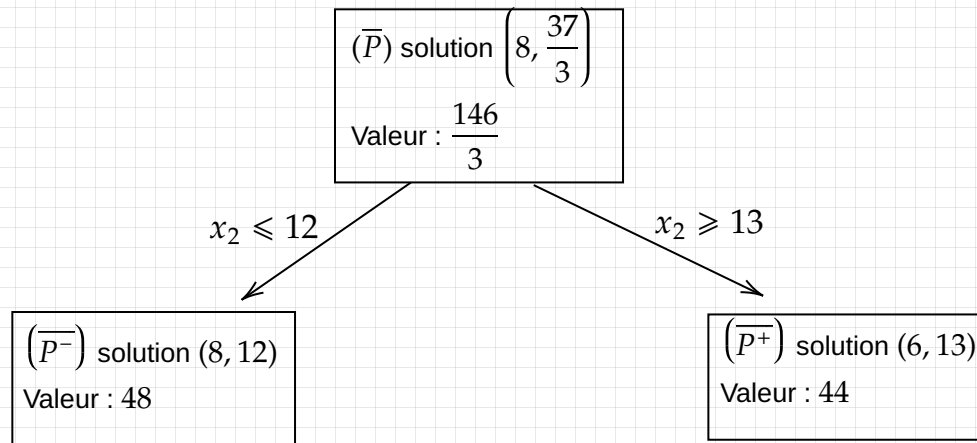 (P̅) solution (8, 37/3)
Valeur : 146/3
x₂ ⩽ 12
x₂ ⩾ 13
(P̅⁻̅) solution (8, 12)
Valeur : 48
(P̅⁺̅) solution (6, 13)
Valeur : 44